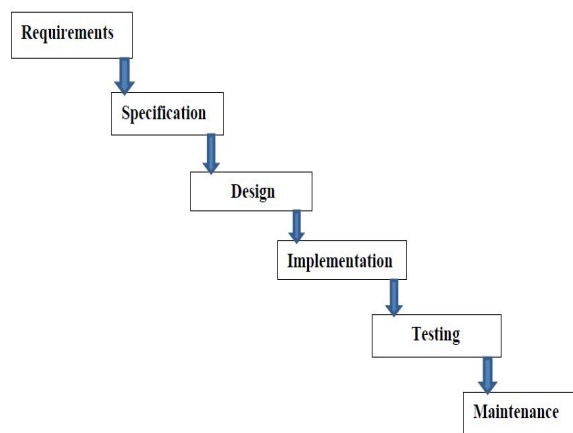 Requirements
Specification
Design
Implementation
Testing
Maintenance